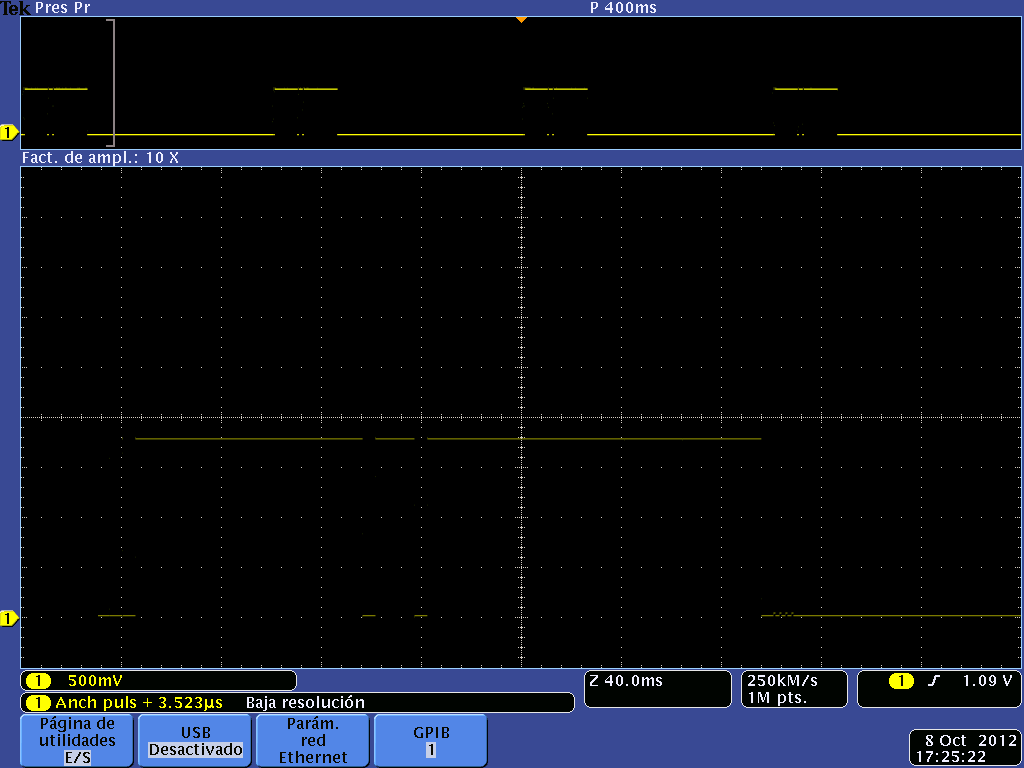 Tek Pres Pr P 400ms
1
Fact. de ampl.: 10 X
1
1 500mV Z 40.0ms 250kM/s 1 1.09 V
1M pts.
1 Anch puls + 3.523µs Baja resolución
Página de
utilidades
E/S
USB
Desactivado
Parám.
red
Ethernet
GPIB
1
8 Oct 2012
17:25:22